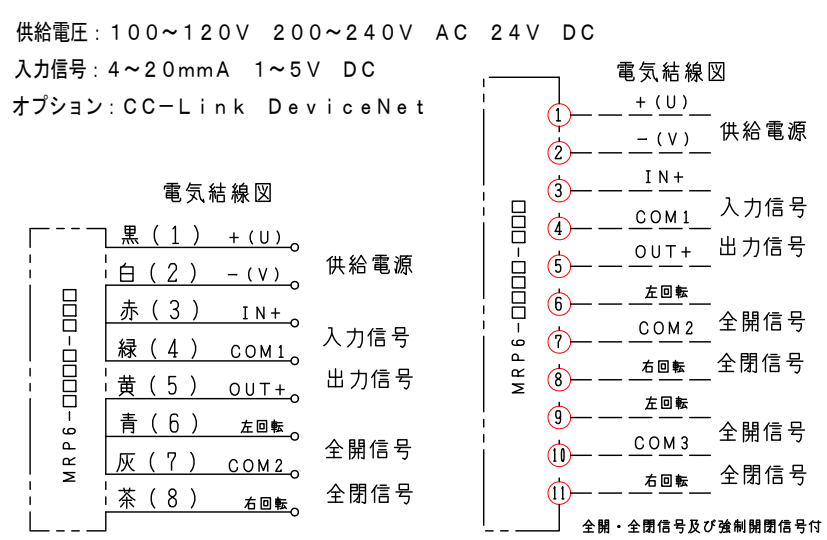 供給電圧：１００～１２０Ｖ　２００～２４０Ｖ　ＡＣ　２４Ｖ　ＤＣ
入力信号：４～２０ｍｍＡ　１～５Ｖ　ＤＣ
オプション：ＣＣ－Ｌｉｎｋ　ＤｅｖｉｃｅＮｅｔ
電気結線図
黒(1) +(U)
白(2) -(V)
供給電源
赤(3) IN+
緑(4) COM1
入力信号
黄(5) OUT+
出力信号
青(6) 左回転
灰(7) COM2
全開信号
茶(8) 右回転
全閉信号
MRP6-□□□□-□□□
電気結線図
① +(U)
② -(V)
供給電源
③ IN+
④ COM1
入力信号
⑤ OUT+
出力信号
⑥ 左回転
⑦ COM2
全開信号
⑧ 右回転
全閉信号
⑨ 左回転
⑩ COM3
全開信号
⑪ 右回転
全閉信号
MRP6-□□□□-□□□
全開・全閉信号及び強制開閉信号付